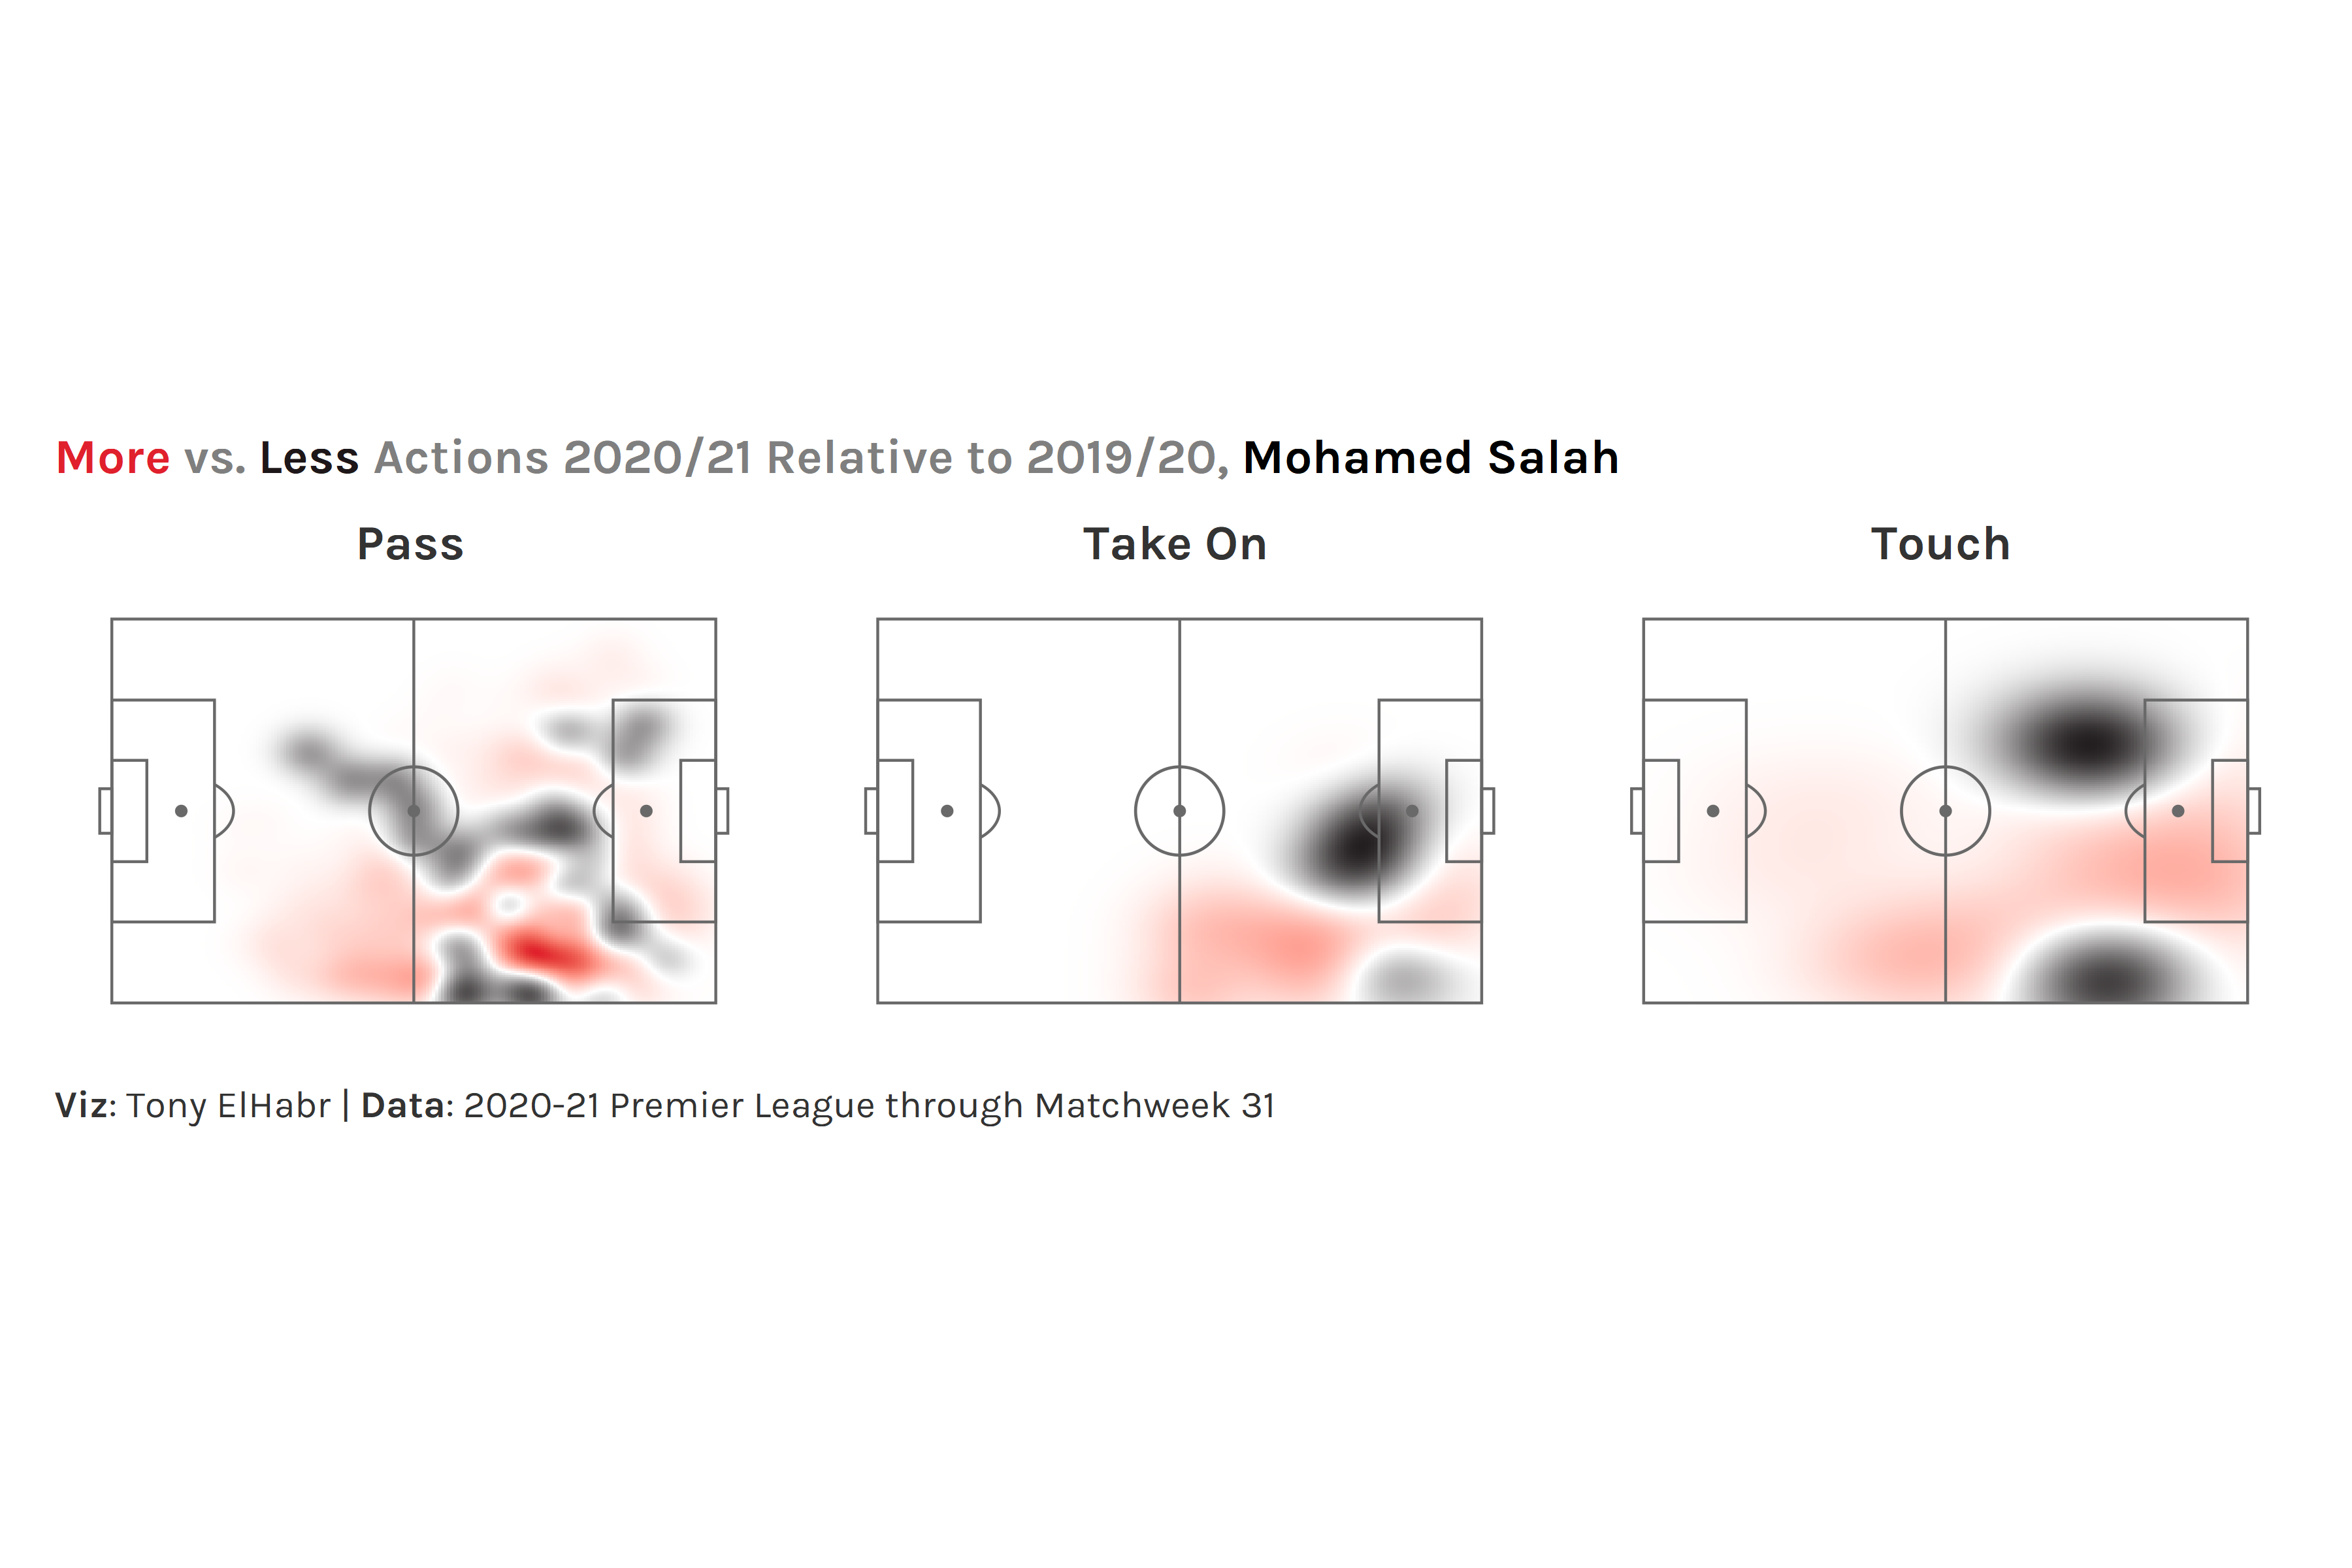 More vs. Less Actions 2020/21 Relative to 2019/20, Mohamed Salah
Pass
Take On
Touch
Viz: Tony ElHabr | Data: 2020-21 Premier League through Matchweek 31